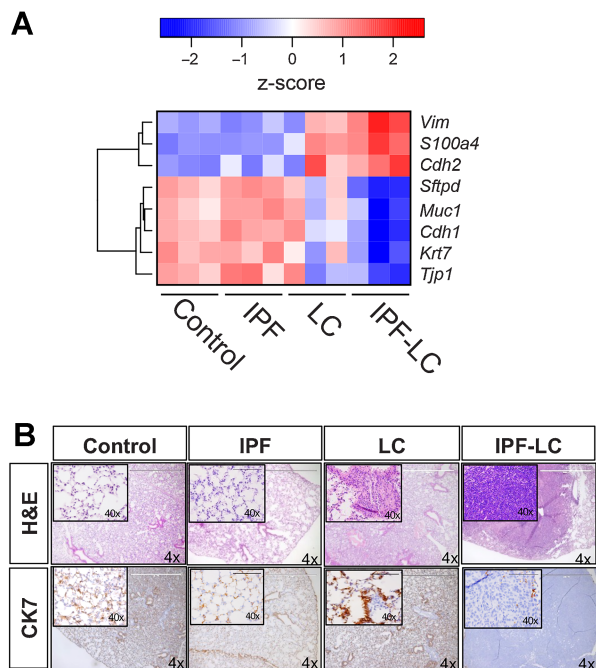 A
−2 −1 0 1 2
z-score
Vim
S100a4
Cdh2
Sftpd
Muc1
Cdh1
Krt7
Tjp1
Control IPF LC IPF-LC
B
Control IPF LC IPF-LC
H&E
40x 40x 40x 40x
4x 4x 4x 4x
CK7
40x 40x 40x 40x
4x 4x 4x 4x